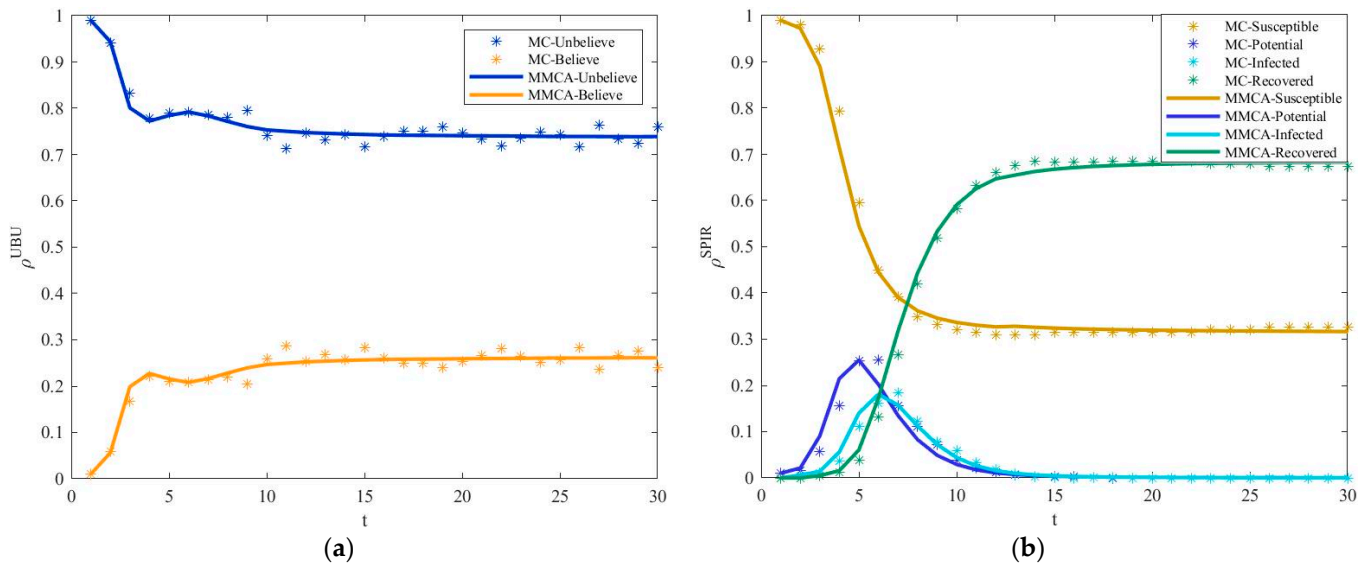 1
0.9
0.8
0.7
0.6
0.5
0.4
0.3
0.2
0.1
0
ρ^UBU
0 5 10 15 20 25 30
t
MC-Unbelieve
MC-Believe
MMCA-Unbelieve
MMCA-Believe
(a)
1
0.9
0.8
0.7
0.6
0.5
0.4
0.3
0.2
0.1
0
ρ^SPIR
0 5 10 15 20 25 30
t
MC-Susceptible
MC-Potential
MC-Infected
MC-Recovered
MMCA-Susceptible
MMCA-Potential
MMCA-Infected
MMCA-Recovered
(b)